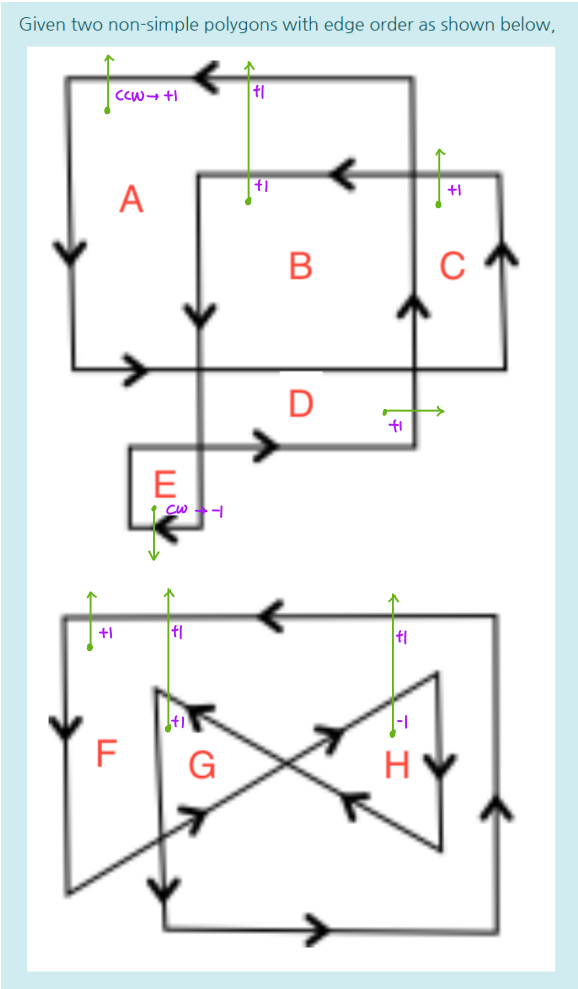 Given two non-simple polygons with edge order as shown below,
CCW → +1
+1
+1
+1
A
B
C
D
+1
E
CW → -1
+1
+1
+1
+1
-1
F
G
H